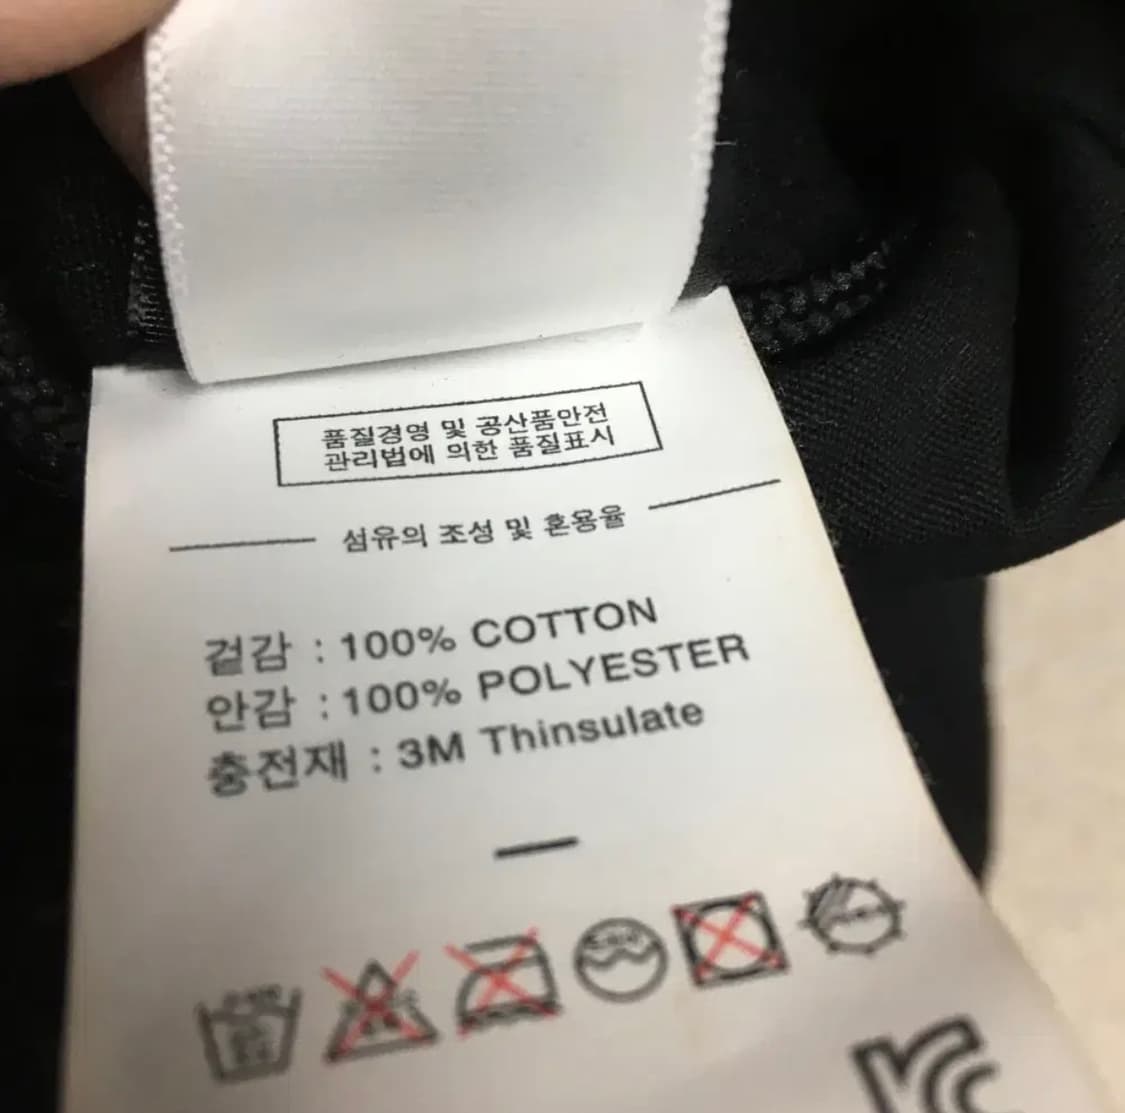 품질경영 및 공산품안전
관리법에 의한 품질표시
섬유의 조성 및 혼용율
겉감 : 100% COTTON
안감 : 100% POLYESTER
충전재 : 3M Thinsulate